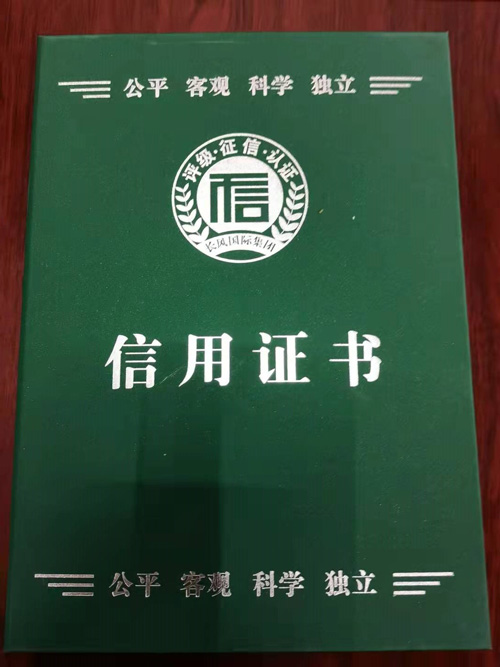 公平 客观 科学 独立
评级·征信·认证
信
长风国际集团
信用证书
公平 客观 科学 独立